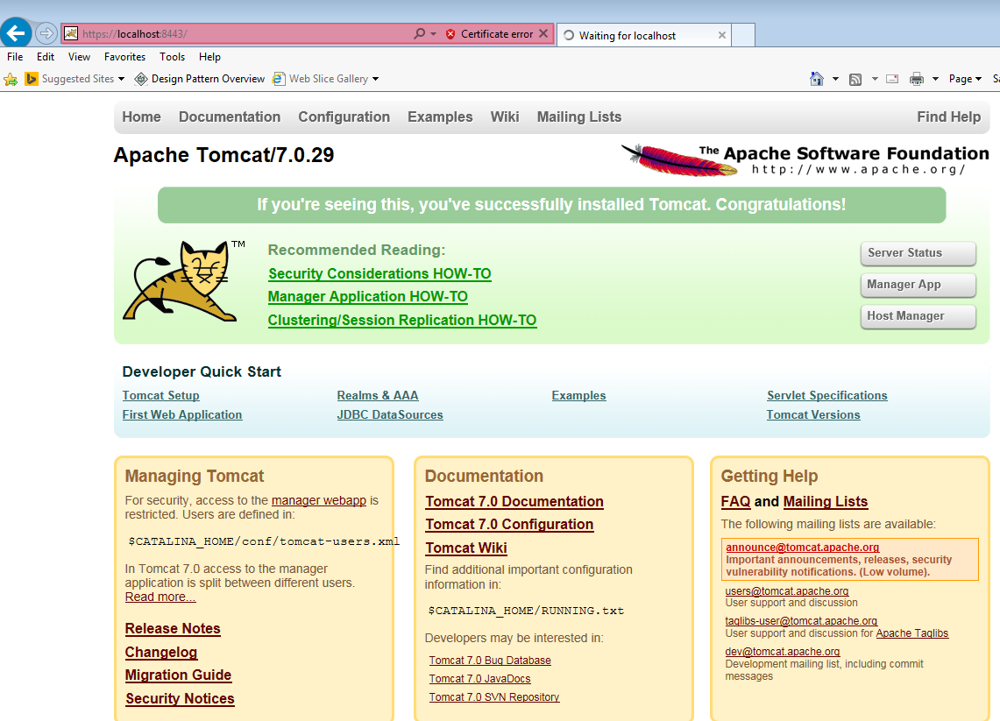 https://localhost:8443/
Certificate error
Waiting for localhost
File Edit View Favorites Tools Help
Suggested Sites Design Pattern Overview Web Slice Gallery Page
Home Documentation Configuration Examples Wiki Mailing Lists Find Help
Apache Tomcat/7.0.29
The Apache Software Foundation
http://www.apache.org/
If you're seeing this, you've successfully installed Tomcat. Congratulations!
TM
Recommended Reading:
Security Considerations HOW-TO
Manager Application HOW-TO
Clustering/Session Replication HOW-TO
Server Status
Manager App
Host Manager
Developer Quick Start
Tomcat Setup
First Web Application
Realms & AAA
JDBC DataSources
Examples
Servlet Specifications
Tomcat Versions
Managing Tomcat
For security, access to the manager webapp is
restricted. Users are defined in:
$CATALINA_HOME/conf/tomcat-users.xml
In Tomcat 7.0 access to the manager
application is split between different users.
Read more...
Release Notes
Changelog
Migration Guide
Security Notices
Documentation
Tomcat 7.0 Documentation
Tomcat 7.0 Configuration
Tomcat Wiki
Find additional important configuration
information in:
$CATALINA_HOME/RUNNING.txt
Developers may be interested in:
Tomcat 7.0 Bug Database
Tomcat 7.0 JavaDocs
Tomcat 7.0 SVN Repository
Getting Help
FAQ and Mailing Lists
The following mailing lists are available:
announce@tomcat.apache.org
Important announcements, releases, security
vulnerability notifications. (Low volume).
users@tomcat.apache.org
User support and discussion
taglibs-user@tomcat.apache.org
User support and discussion for Apache Taglibs
dev@tomcat.apache.org
Development mailing list, including commit
messages